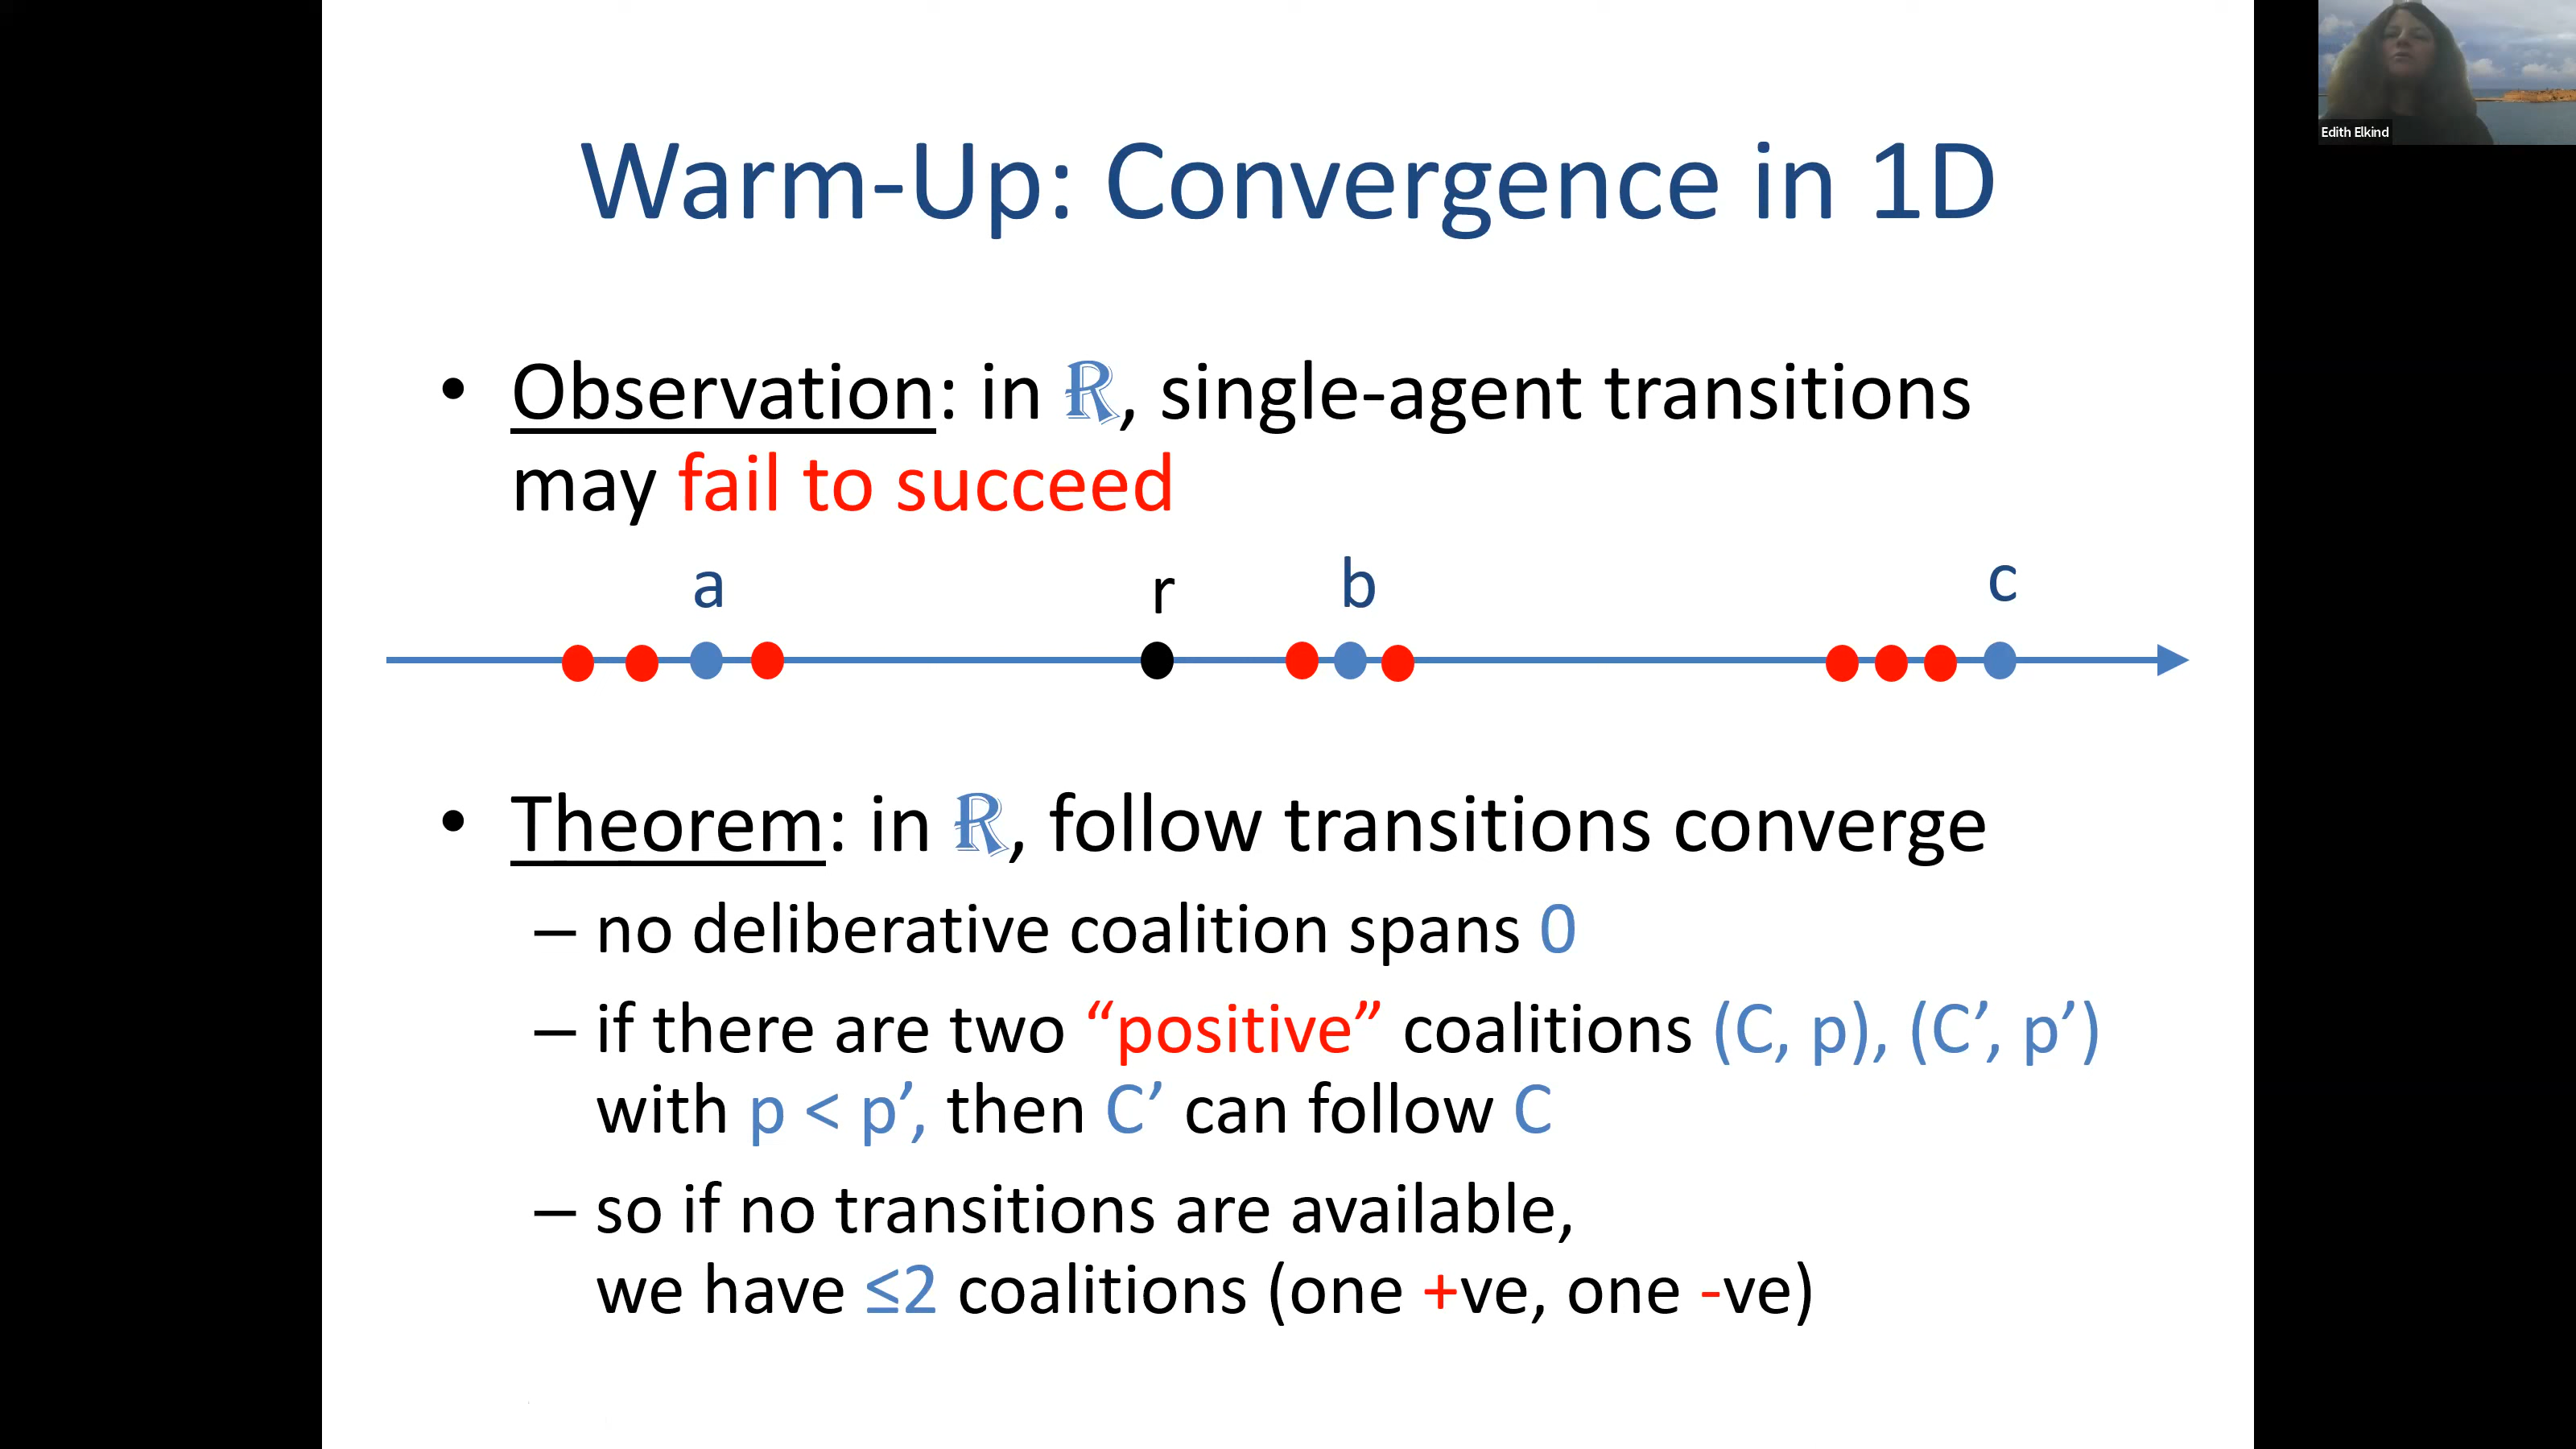 Edith Elkind
Warm-Up: Convergence in 1D
• Observation: in ℝ, single-agent transitions
may fail to succeed
a r b c
• Theorem: in ℝ, follow transitions converge
– no deliberative coalition spans 0
– if there are two “positive” coalitions (C, p), (C’, p’)
with p < p’, then C’ can follow C
– so if no transitions are available,
we have ≤2 coalitions (one +ve, one -ve)